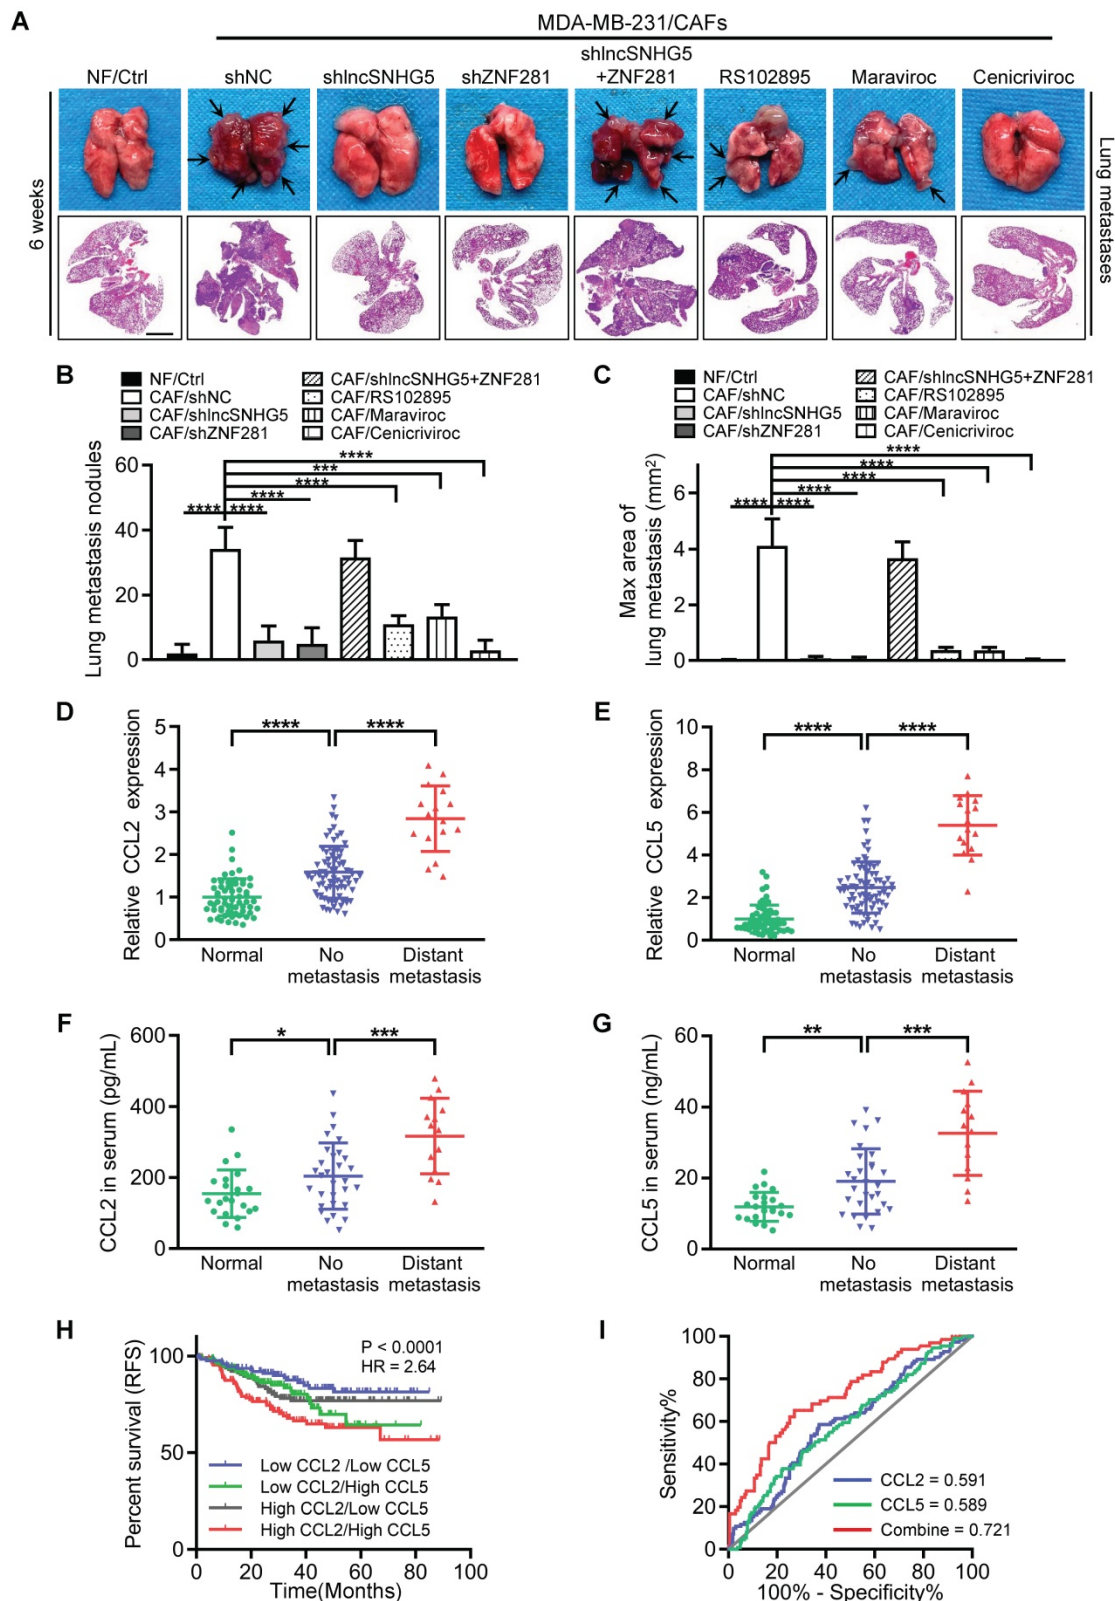 A
MDA-MB-231/CAFs
NF/Ctrl
shNC
shlncSNHG5
shZNF281
shlncSNHG5
+ZNF281
RS102895
Maraviroc
Cenicriviroc
6 weeks
Lung metastases
B
NF/Ctrl
CAF/shNC
CAF/shlncSNHG5
CAF/shZNF281
CAF/shlncSNHG5+ZNF281
CAF/RS102895
CAF/Maraviroc
CAF/Cenicriviroc
Lung metastasis nodules
60
40
20
0
****
***
****
****
**** ****
C
NF/Ctrl
CAF/shNC
CAF/shlncSNHG5
CAF/shZNF281
CAF/shlncSNHG5+ZNF281
CAF/RS102895
CAF/Maraviroc
CAF/Cenicriviroc
Max area of
lung metastasis (mm²)
6
4
2
0
****
****
****
****
**** ****
D
Relative CCL2 expression
5
4
3
2
1
0
**** ****
Normal
No
metastasis
Distant
metastasis
E
Relative CCL5 expression
10
8
6
4
2
0
**** ****
Normal
No
metastasis
Distant
metastasis
F
CCL2 in serum (pg/mL)
600
400
200
0
* ***
Normal
No
metastasis
Distant
metastasis
G
CCL5 in serum (ng/mL)
60
40
20
0
** ***
Normal
No
metastasis
Distant
metastasis
H
Percent survival (RFS)
100
50
0
P < 0.0001
HR = 2.64
Low CCL2 /Low CCL5
Low CCL2/High CCL5
High CCL2/Low CCL5
High CCL2/High CCL5
0 20 40 60 80 100
Time(Months)
I
Sensitivity%
100
80
60
40
20
0
CCL2 = 0.591
CCL5 = 0.589
Combine = 0.721
0 20 40 60 80 100
100% - Specificity%